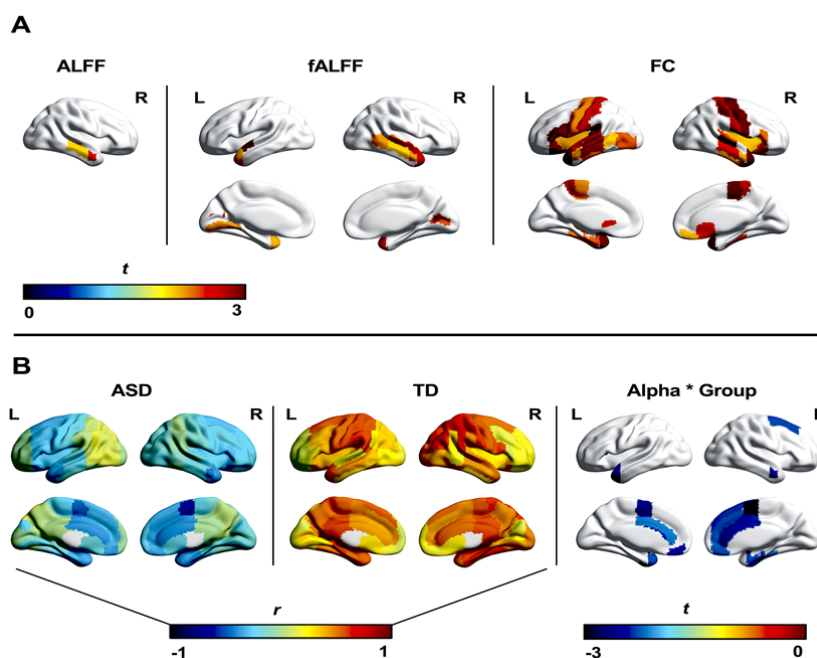 A
ALFF fALFF FC
R L R L R
t
0 3
B
ASD TD Alpha * Group
L R L R L
r t
-1 1 -3 0